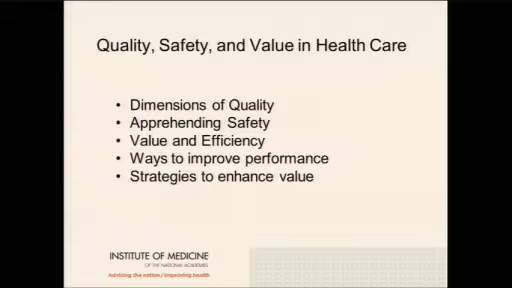 Quality, Safety, and Value in Health Care
• Dimensions of Quality
• Apprehending Safety
• Value and Efficiency
• Ways to improve performance
• Strategies to enhance value
INSTITUTE OF MEDICINE
OF THE NATIONAL ACADEMIES
Advising the nation/Improving health